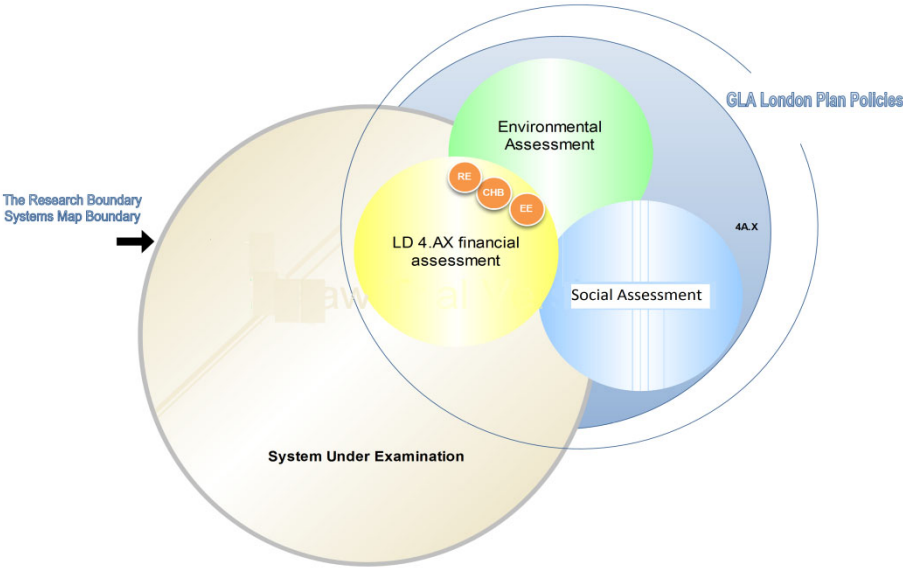 GLA London Plan Policies
Environmental
Assessment
RE
CHB
EE
The Research Boundary
Systems Map Boundary
4A.X
LD 4.AX financial
assessment
Social Assessment
System Under Examination